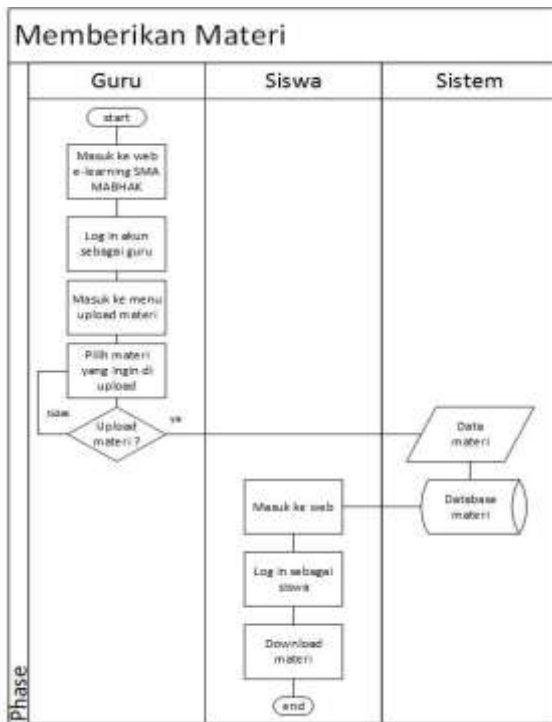 Memberikan Materi
Guru
Siswa
Sistem
start
Masuk ke web
e-learning SMA
MABHAK
Log in akun
sebagai guru
Masuk ke menu
upload materi
Pilih materi
yang ingin di
upload
tidak
Upload
materi ?
ya
Data
materi
Database
materi
Masuk ke web
Log in sebagai
siswa
Download
materi
end
Phase